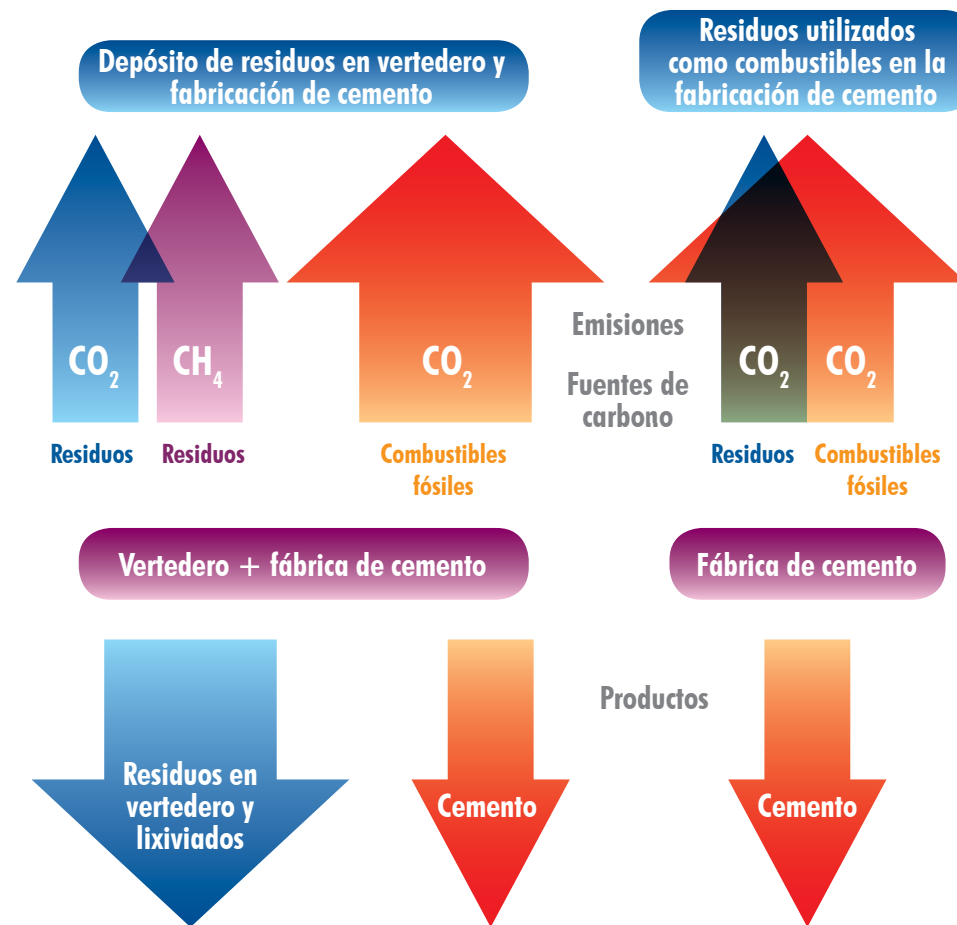 Depósito de residuos en vertedero y
fabricación de cemento
Residuos utilizados
como combustibles en la
fabricación de cemento
CO2
CH4
CO2
Emisiones
Fuentes de
carbono
CO2
CO2
Residuos
Residuos
Combustibles
fósiles
Residuos
Combustibles
fósiles
Vertedero + fábrica de cemento
Fábrica de cemento
Productos
Residuos en
vertedero y
lixiviados
Cemento
Cemento